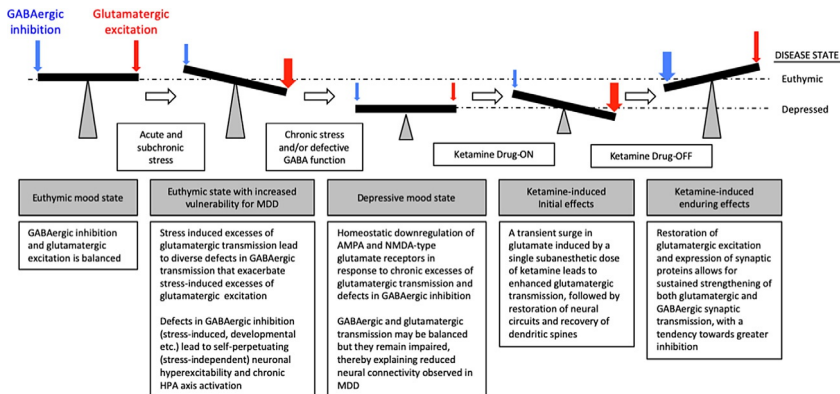 GABAergic
inhibition
Glutamatergic
excitation
DISEASE STATE
Euthymic
Depressed
Acute and
subchronic
stress
Chronic stress
and/or defective
GABA function
Ketamine Drug-ON
Ketamine Drug-OFF
Euthymic mood state
GABAergic inhibition
and glutamatergic
excitation is balanced
Euthymic state with increased
vulnerability for MDD
Stress induced excesses of
glutamatergic transmission lead
to diverse defects in GABAergic
transmission that exacerbate
stress-induced excesses of
glutamatergic excitation
Defects in GABAergic inhibition
(stress-induced, developmental
etc.) lead to self-perpetuating
(stress-independent) neuronal
hyperexcitability and chronic
HPA axis activation
Depressive mood state
Homeostatic downregulation of
AMPA and NMDA-type
glutamate receptors in
response to chronic excesses of
glutamatergic transmission and
defects in GABAergic inhibition
GABAergic and glutamatergic
transmission may be balanced
but they remain impaired,
thereby explaining reduced
neural connectivity observed in
MDD
Ketamine-induced
Initial effects
A transient surge in
glutamate induced by a
single subanesthetic dose
of ketamine leads to
enhanced glutamatergic
transmission, followed by
restoration of neural
circuits and recovery of
dendritic spines
Ketamine-induced
enduring effects
Restoration of
glutamatergic excitation
and expression of synaptic
proteins allows for
sustained strengthening of
both glutamatergic and
GABAergic synaptic
transmission, with a
tendency towards greater
inhibition